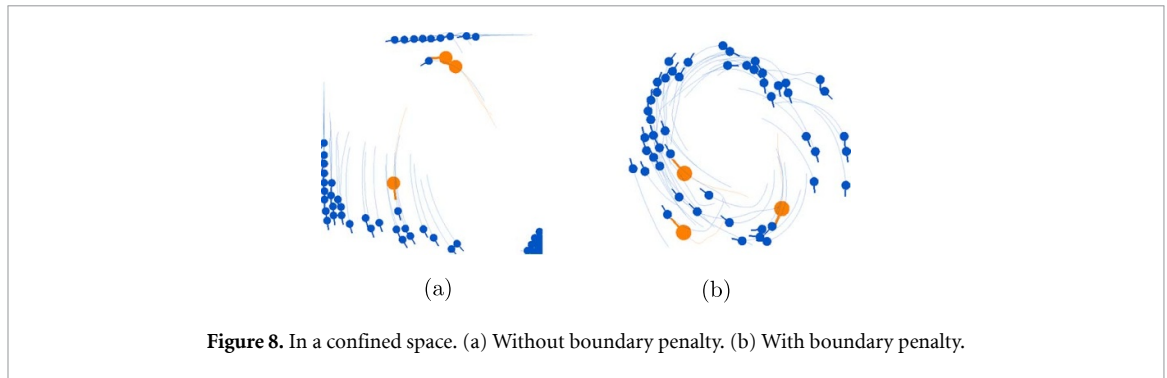 (a)
(b)
Figure 8. In a confined space. (a) Without boundary penalty. (b) With boundary penalty.